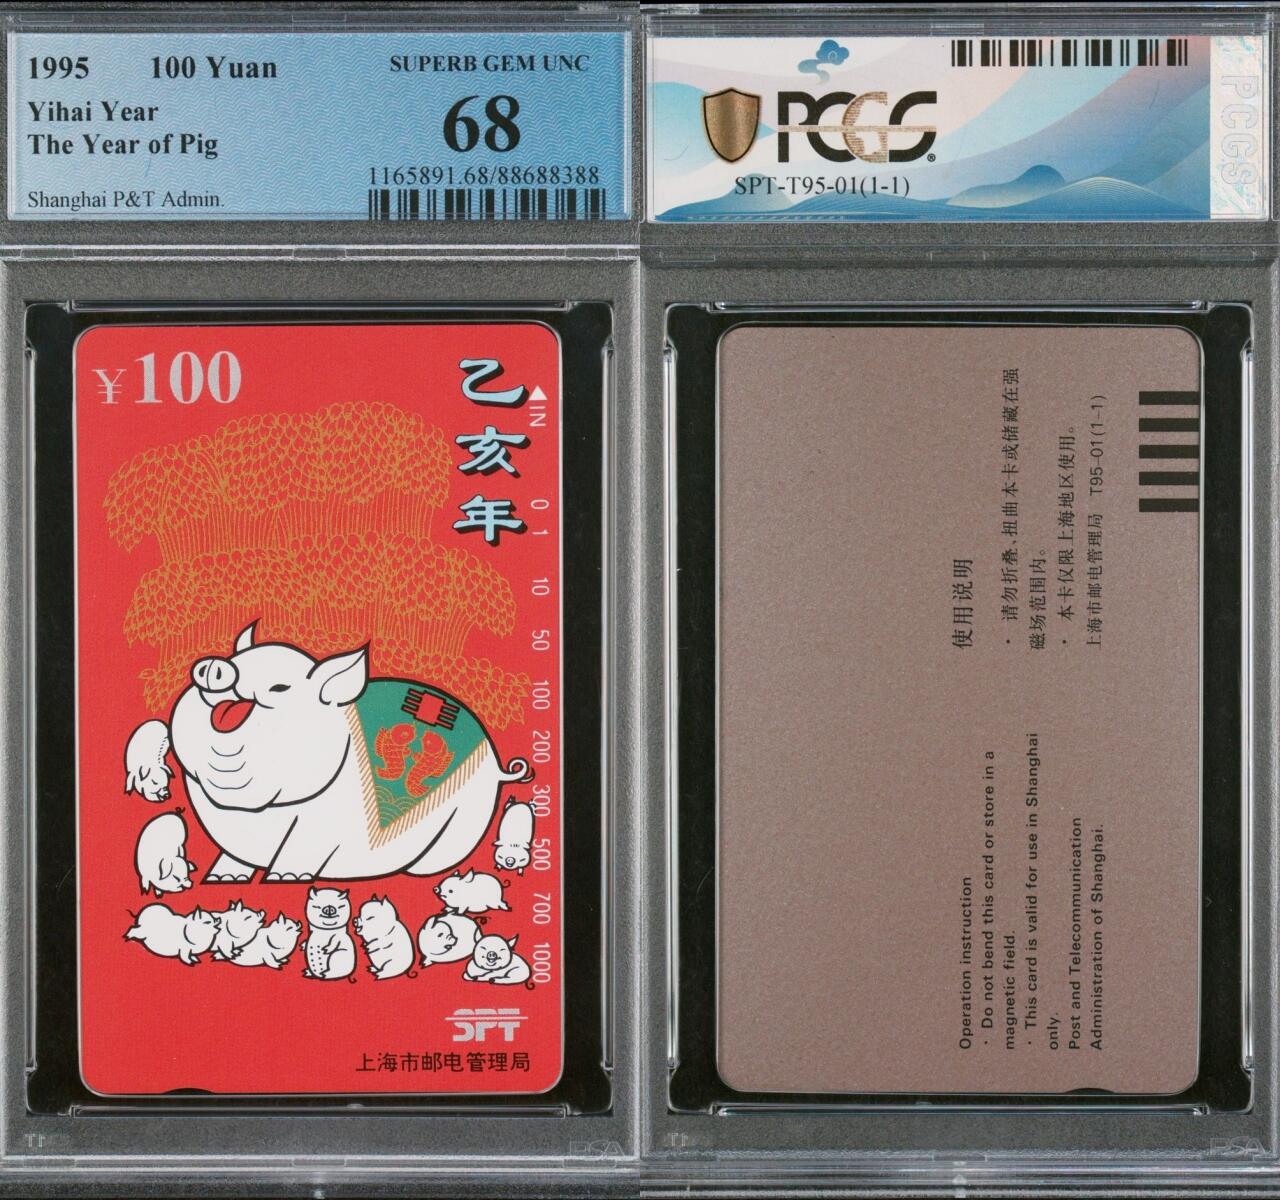 1995 100 Yuan
SUPERB GEM UNC
Yihai Year
68
The Year of Pig
1165891.68/88688388
Shanghai P&T Admin.
¥100
乙亥年
IN
0
1
10
50
100
200
300
500
700
1000
SPT
上海市邮电管理局
PSA
PCGS
PCGS
SPT-T95-01(1-1)
使用说明
· 请勿折叠、扭曲本卡或储藏在强
磁场范围内。
· 本卡仅限上海地区使用。
上海市邮电管理局 T95-01(1-1)
Operation instruction
· Do not bend this card or store in a
magnetic field.
· This card is valid for use in Shanghai
only.
Post and Telecommunication
Administration of Shanghai.
PSA